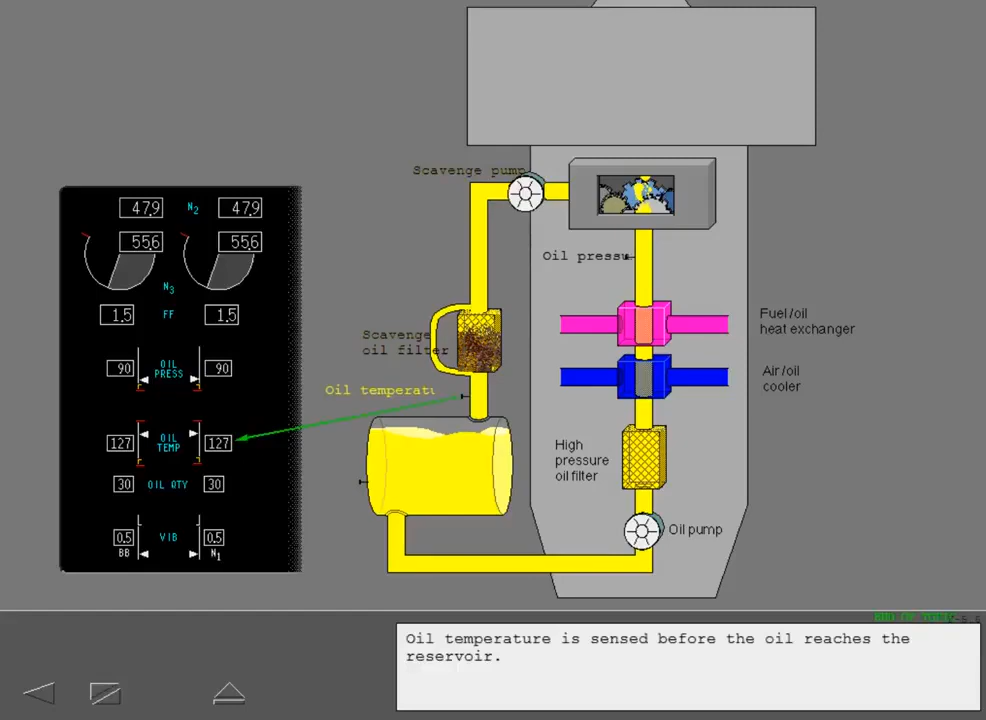 Scavenge pump
47.9 N2 47.9
55.6 55.6
N3
Oil pressu
1.5 FF 1.5
Fuel/oil
heat exchanger
Scavenge
oil filter
90 OIL PRESS 90
Air/oil
cooler
Oil temperatu
127 OIL TEMP 127
High
pressure
oil filter
30 OIL QTY 30
Oil pump
0.5 VIB 0.5
BB N1
Oil temperature is sensed before the oil reaches the
reservoir.